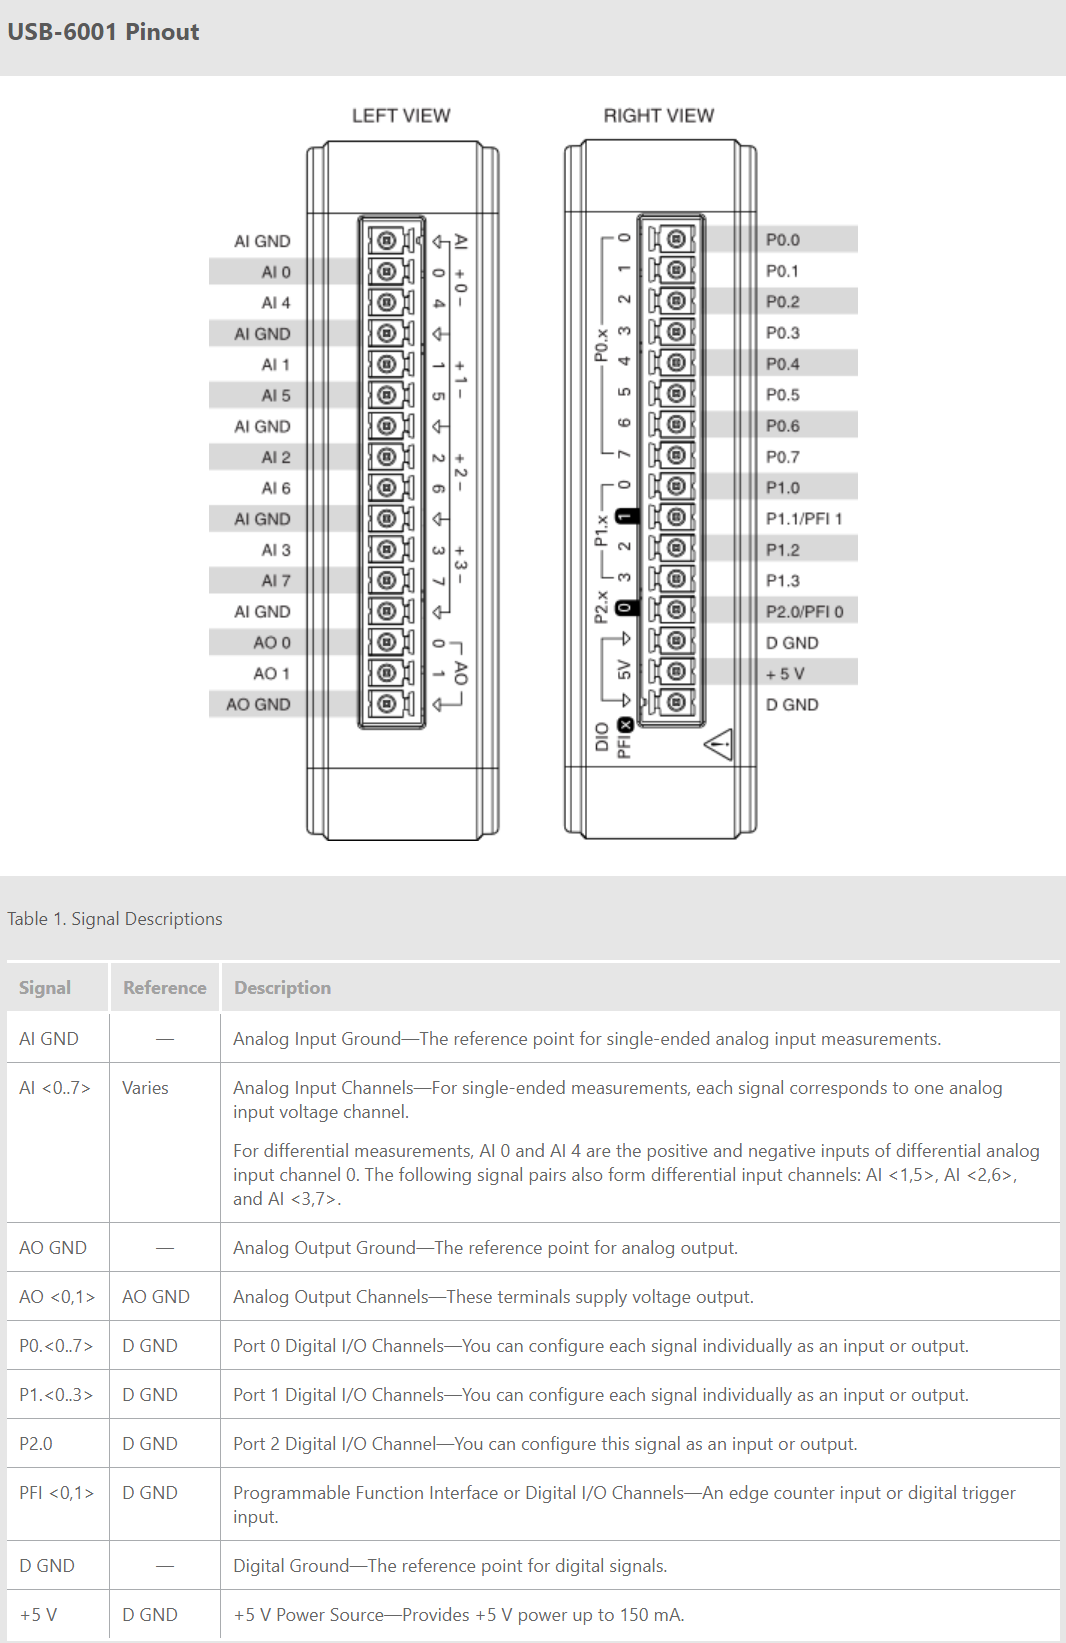 USB-6001 Pinout
LEFT VIEW
RIGHT VIEW
AI GND
AI 0
AI 4
AI GND
AI 1
AI 5
AI GND
AI 2
AI 6
AI GND
AI 3
AI 7
AI GND
AO 0
AO 1
AO GND
AI
0
4
1
5
2
6
3
7
0
1
+0-
+1-
+2-
+3-
AO
P0.x
0
1
2
3
4
5
6
7
P1.x
0
1
2
3
P2.x
0
5V
DIO
PFI x
P0.0
P0.1
P0.2
P0.3
P0.4
P0.5
P0.6
P0.7
P1.0
P1.1/PFI 1
P1.2
P1.3
P2.0/PFI 0
D GND
+ 5 V
D GND
Table 1. Signal Descriptions
Signal Reference Description
AI GND — Analog Input Ground—The reference point for single-ended analog input measurements.
AI <0..7> Varies Analog Input Channels—For single-ended measurements, each signal corresponds to one analog
input voltage channel.
For differential measurements, AI 0 and AI 4 are the positive and negative inputs of differential analog
input channel 0. The following signal pairs also form differential input channels: AI <1,5>, AI <2,6>,
and AI <3,7>.
AO GND — Analog Output Ground—The reference point for analog output.
AO <0,1> AO GND Analog Output Channels—These terminals supply voltage output.
P0.<0..7> D GND Port 0 Digital I/O Channels—You can configure each signal individually as an input or output.
P1.<0..3> D GND Port 1 Digital I/O Channels—You can configure each signal individually as an input or output.
P2.0 D GND Port 2 Digital I/O Channel—You can configure this signal as an input or output.
PFI <0,1> D GND Programmable Function Interface or Digital I/O Channels—An edge counter input or digital trigger
input.
D GND — Digital Ground—The reference point for digital signals.
+5 V D GND +5 V Power Source—Provides +5 V power up to 150 mA.